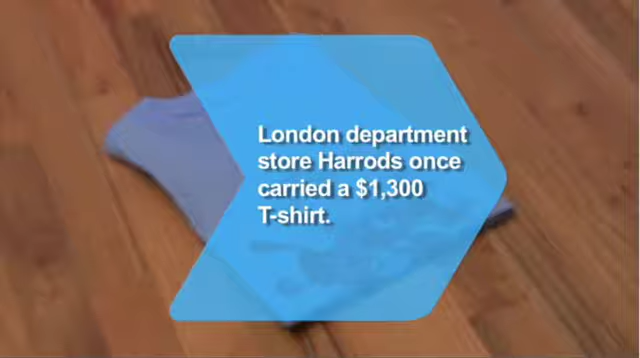 London department
store Harrods once
carried a $1,300
T-shirt.